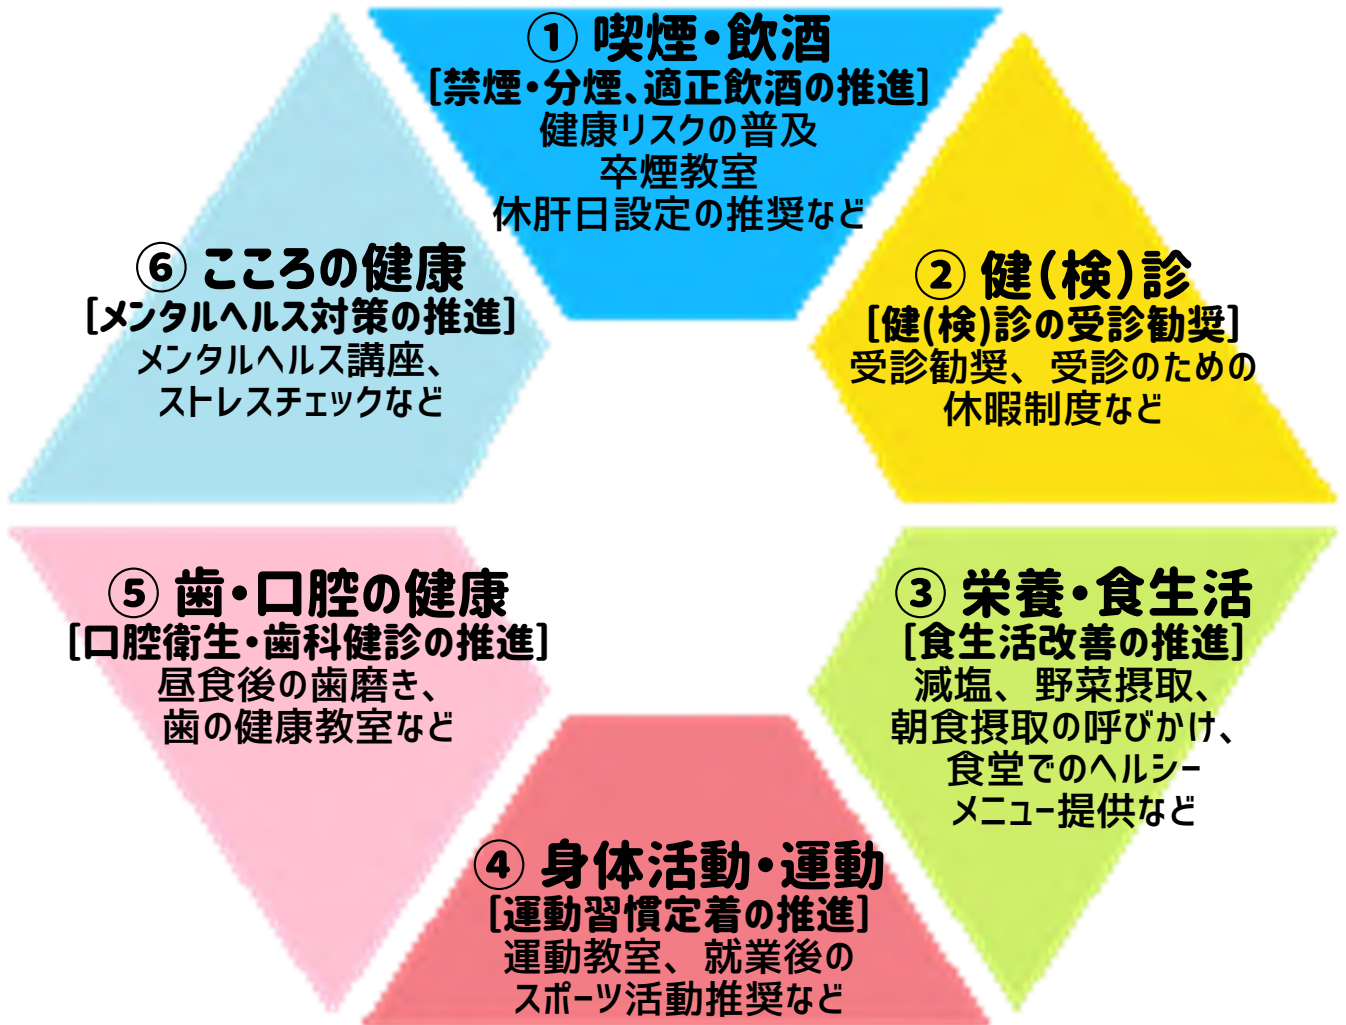 ① 喫煙・飲酒
[禁煙・分煙、適正飲酒の推進]
健康リスクの普及
卒煙教室
休肝日設定の推奨など
② 健(検)診
[健(検)診の受診勧奨]
受診勧奨、受診のための
休暇制度など
③ 栄養・食生活
[食生活改善の推進]
減塩、野菜摂取、
朝食摂取の呼びかけ、
食堂でのヘルシー
メニュー提供など
④ 身体活動・運動
[運動習慣定着の推進]
運動教室、就業後の
スポーツ活動推奨など
⑤ 歯・口腔の健康
[口腔衛生・歯科健診の推進]
昼食後の歯磨き、
歯の健康教室など
⑥ こころの健康
[メンタルヘルス対策の推進]
メンタルヘルス講座、
ストレスチェックなど